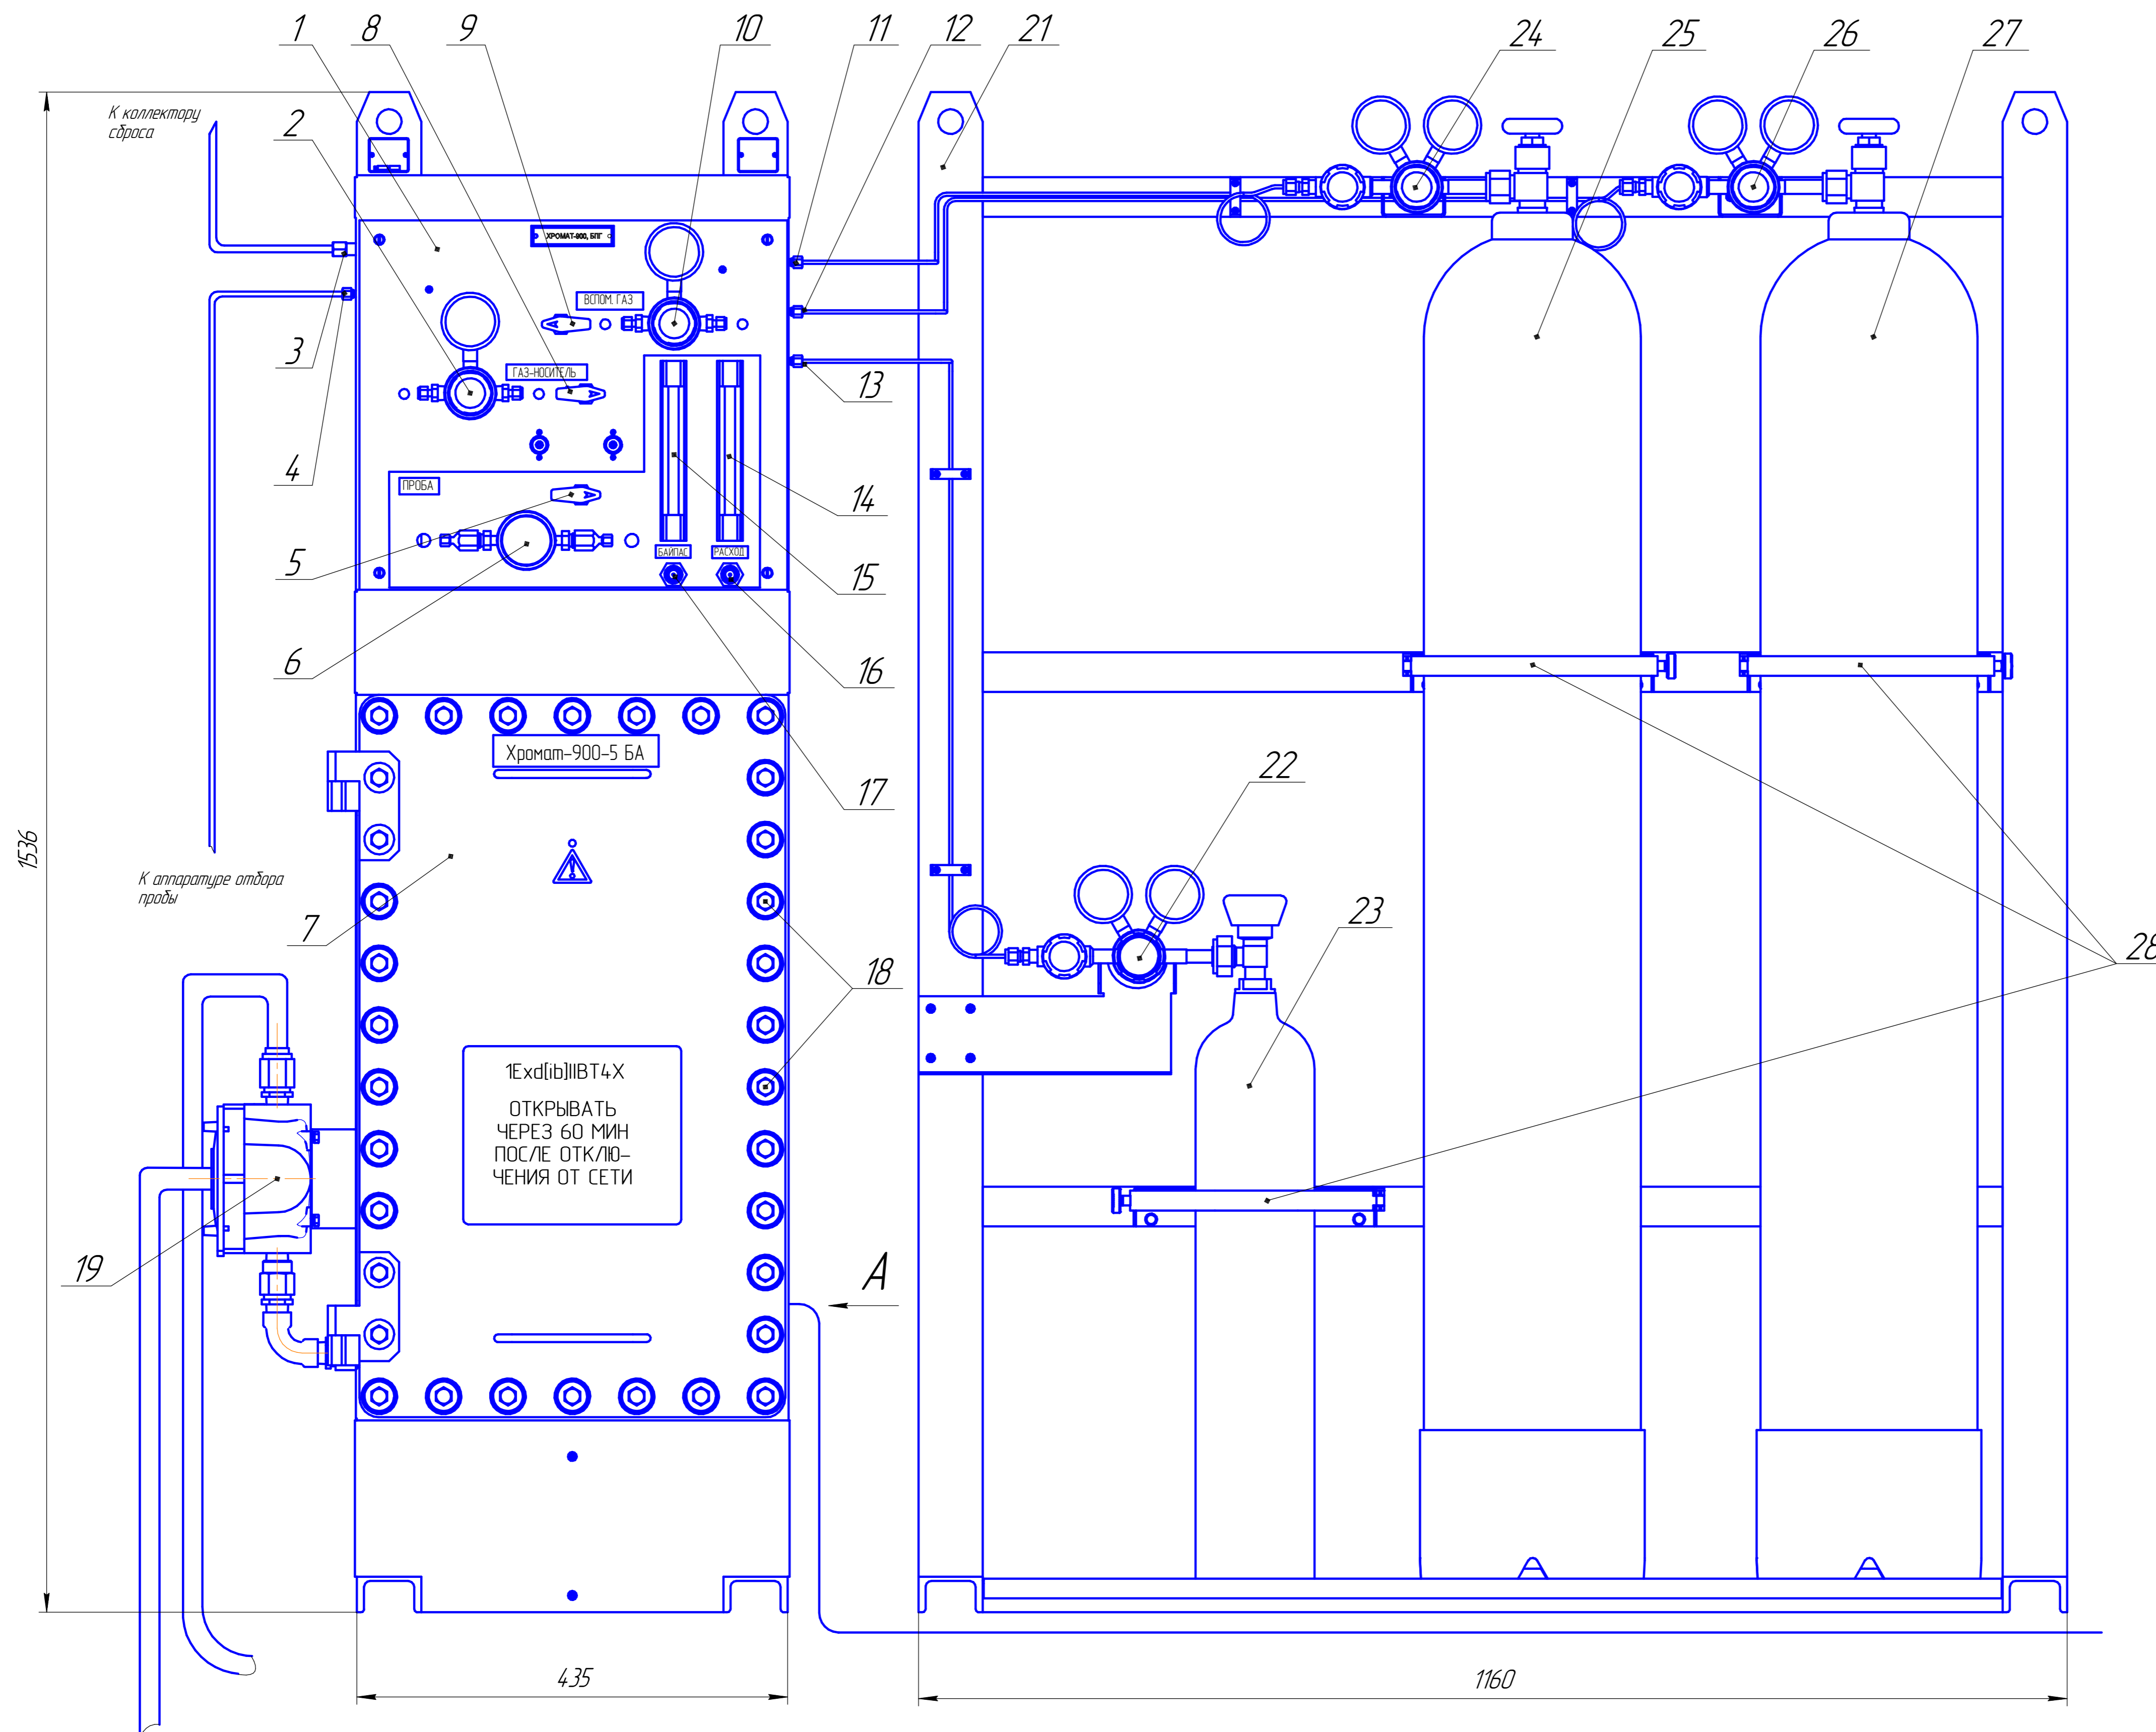 1
8
9
10
11
12
21
24
25
26
27
К коллектору
сброса
2
ХРОМАТ-900, БПГ
ВСПОМ. ГАЗ
3
ГАЗ-НОСИТЕЛЬ
13
4
ПРОБА
14
5
БАЙПАС
РАСХОД
15
6
16
Хромат-900-5 БА
17
22
1536
К аппаратуре отбора
пробы
7
23
18
28
1Exd[ib]IIBT4X
ОТКРЫВАТЬ
ЧЕРЕЗ 60 МИН
ПОСЛЕ ОТКЛЮ-
ЧЕНИЯ ОТ СЕТИ
19
А
435
1160